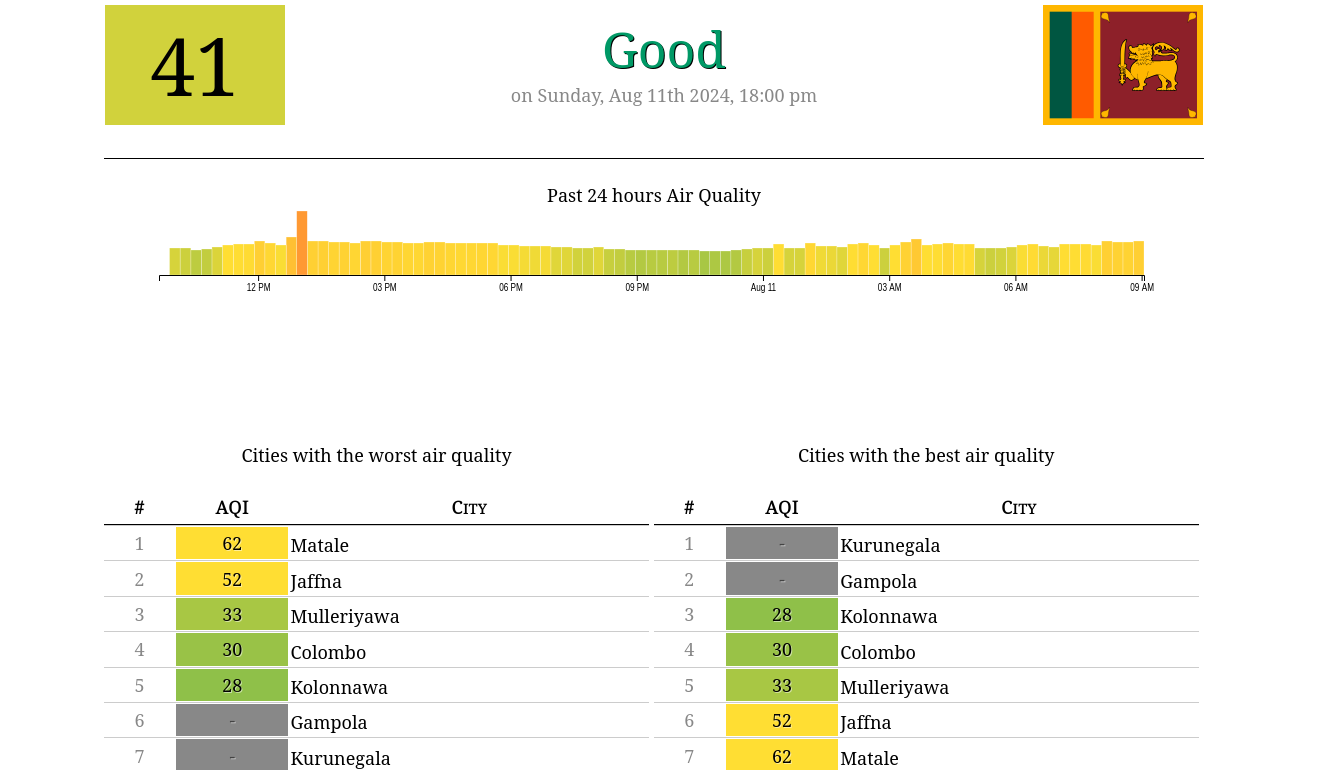 41
Good
on Sunday, Aug 11th 2024, 18:00 pm
Past 24 hours Air Quality
12 PM 03 PM 06 PM 09 PM Aug 11 03 AM 06 AM 09 AM
Cities with the worst air quality
# AQI City
1 62 Matale
2 52 Jaffna
3 33 Mulleriyawa
4 30 Colombo
5 28 Kolonnawa
6 - Gampola
7 - Kurunegala
Cities with the best air quality
# AQI City
1 - Kurunegala
2 - Gampola
3 28 Kolonnawa
4 30 Colombo
5 33 Mulleriyawa
6 52 Jaffna
7 62 Matale